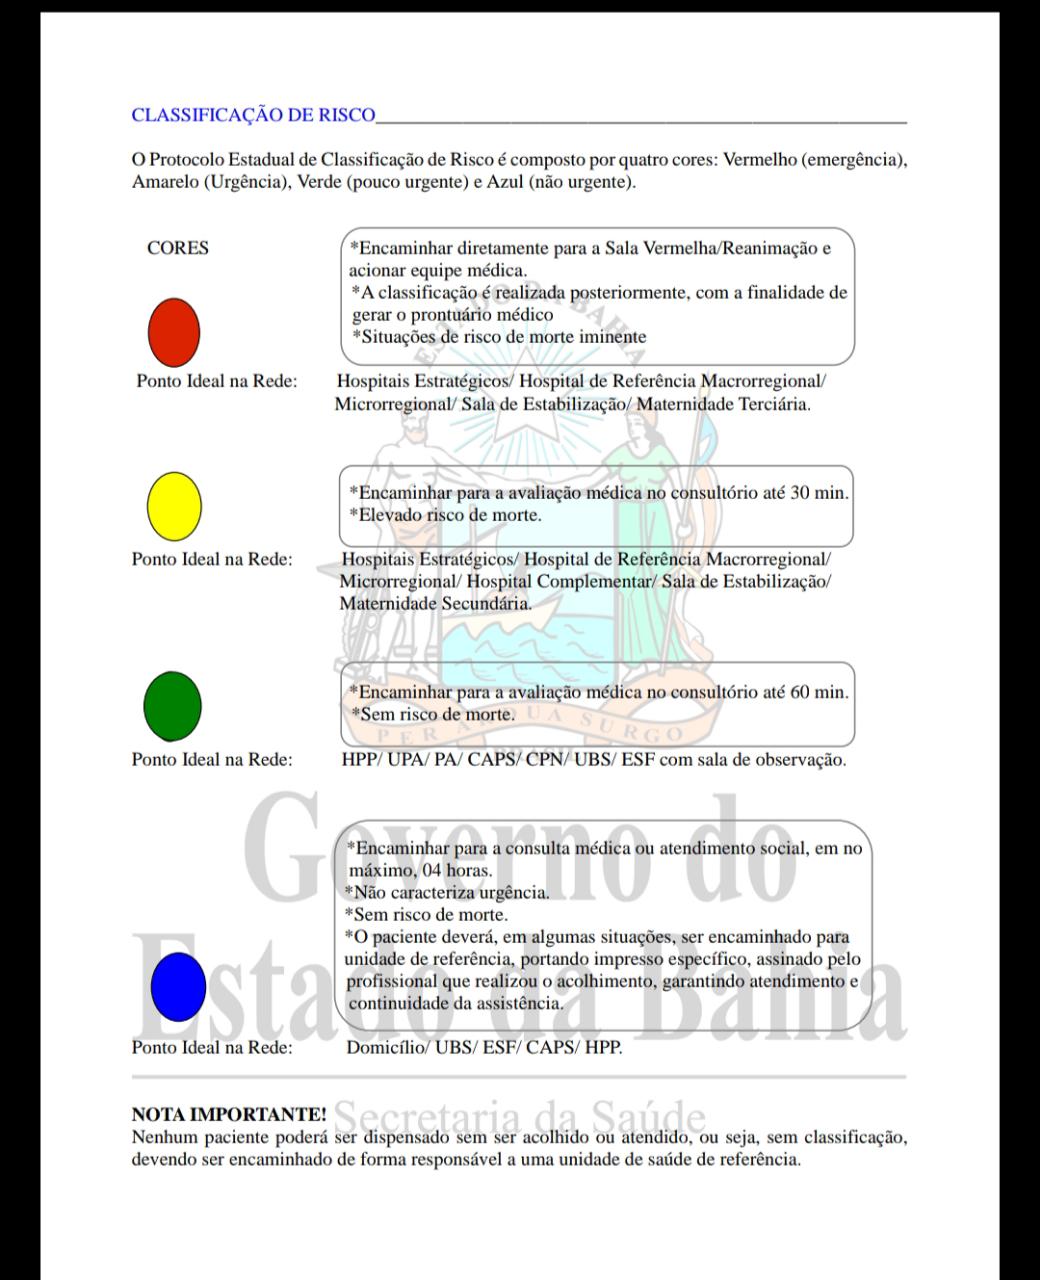 CLASSIFICAÇÃO DE RISCO
O Protocolo Estadual de Classificação de Risco é composto por quatro cores: Vermelho (emergência),
Amarelo (Urgência), Verde (pouco urgente) e Azul (não urgente).
CORES
*Encaminhar diretamente para a Sala Vermelha/Reanimação e
acionar equipe médica.
*A classificação é realizada posteriormente, com a finalidade de
gerar o prontuário médico
*Situações de risco de morte iminente
ESTADO DA BAHIA
Ponto Ideal na Rede: Hospitais Estratégicos/ Hospital de Referência Macrorregional/
Microrregional/ Sala de Estabilização/ Maternidade Terciária.
*Encaminhar para a avaliação médica no consultório até 30 min.
*Elevado risco de morte.
Ponto Ideal na Rede: Hospitais Estratégicos/ Hospital de Referência Macrorregional/
Microrregional/ Hospital Complementar/ Sala de Estabilização/
Maternidade Secundária.
*Encaminhar para a avaliação médica no consultório até 60 min.
*Sem risco de morte.
PER ARDUA SURGO
BRASIL
Ponto Ideal na Rede: HPP/ UPA/ PA/ CAPS/ CPN/ UBS/ ESF com sala de observação.
Governo do
Estado da Bahia
*Encaminhar para a consulta médica ou atendimento social, em no
máximo, 04 horas.
*Não caracteriza urgência.
*Sem risco de morte.
*O paciente deverá, em algumas situações, ser encaminhado para
unidade de referência, portando impresso específico, assinado pelo
profissional que realizou o acolhimento, garantindo atendimento e
continuidade da assistência.
Ponto Ideal na Rede: Domicílio/ UBS/ ESF/ CAPS/ HPP.
Secretaria da Saúde
NOTA IMPORTANTE!
Nenhum paciente poderá ser dispensado sem ser acolhido ou atendido, ou seja, sem classificação,
devendo ser encaminhado de forma responsável a uma unidade de saúde de referência.